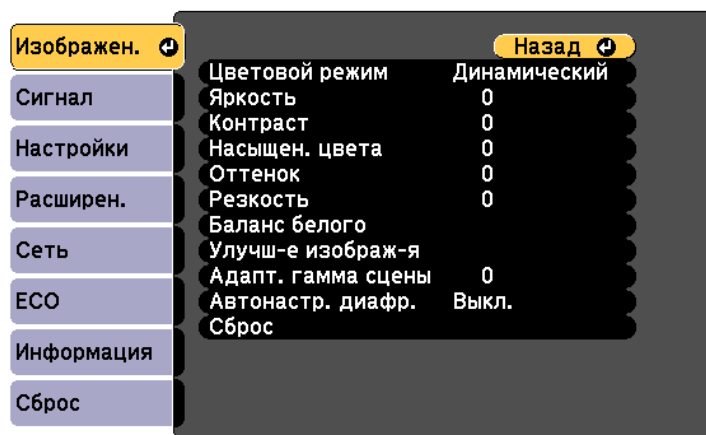 Изображен.
Сигнал
Настройки
Расширен.
Сеть
ECO
Информация
Сброс
Назад
Цветовой режим Динамический
Яркость 0
Контраст 0
Насыщен. цвета 0
Оттенок 0
Резкость 0
Баланс белого
Улучш-е изображ-я
Адапт. гамма сцены 0
Автонастр. диафр. Выкл.
Сброс